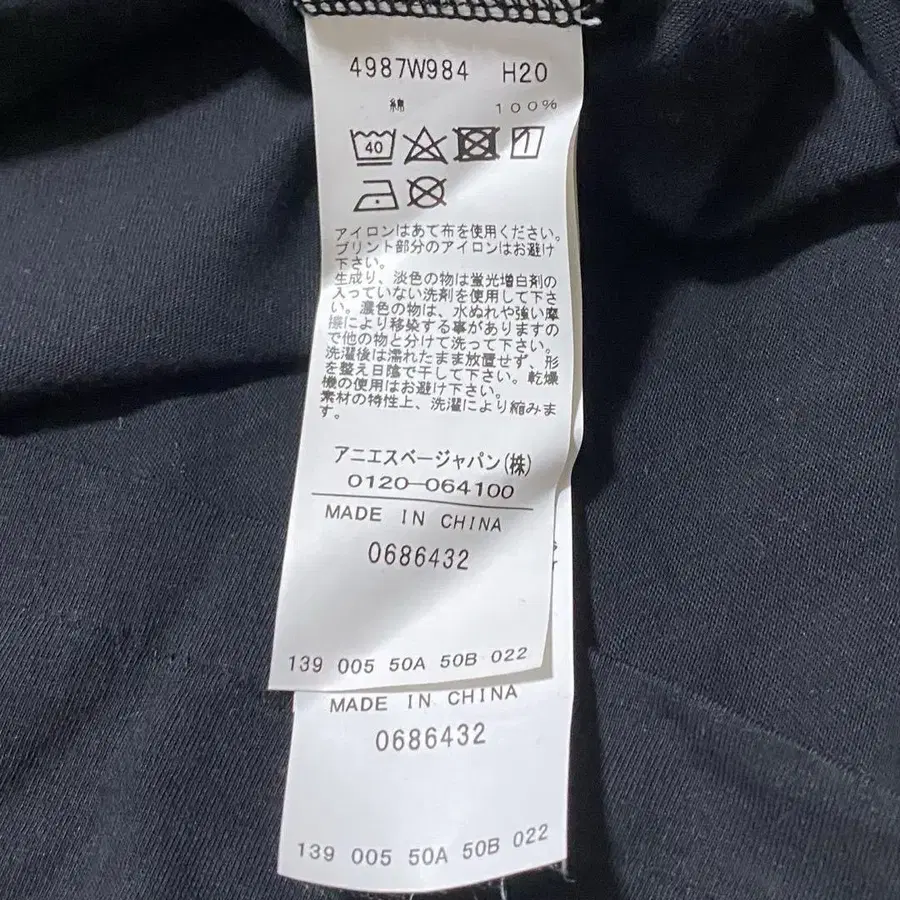 4987W984 H20
綿 100%
40
アイロンはあて布を使用ください。
プリント部分のアイロンはお避け
下さい。
生成り、淡色の物は蛍光増白剤の
入っていない洗剤を使用して下さ
い。濃色の物は、水ぬれや強い摩
擦により移染する事がありますの
で他の物と分けて洗って下さい。
洗濯後は濡れたまま放置せず、形
を整え日陰で干して下さい。乾燥
機の使用はお避け下さい。
素材の特性上、洗濯により縮みま
す。
アニエスベージャパン(株)
0120-064100
MADE IN CHINA
0686432
139 005 50A 50B 022
MADE IN CHINA
0686432
139 005 50A 50B 022